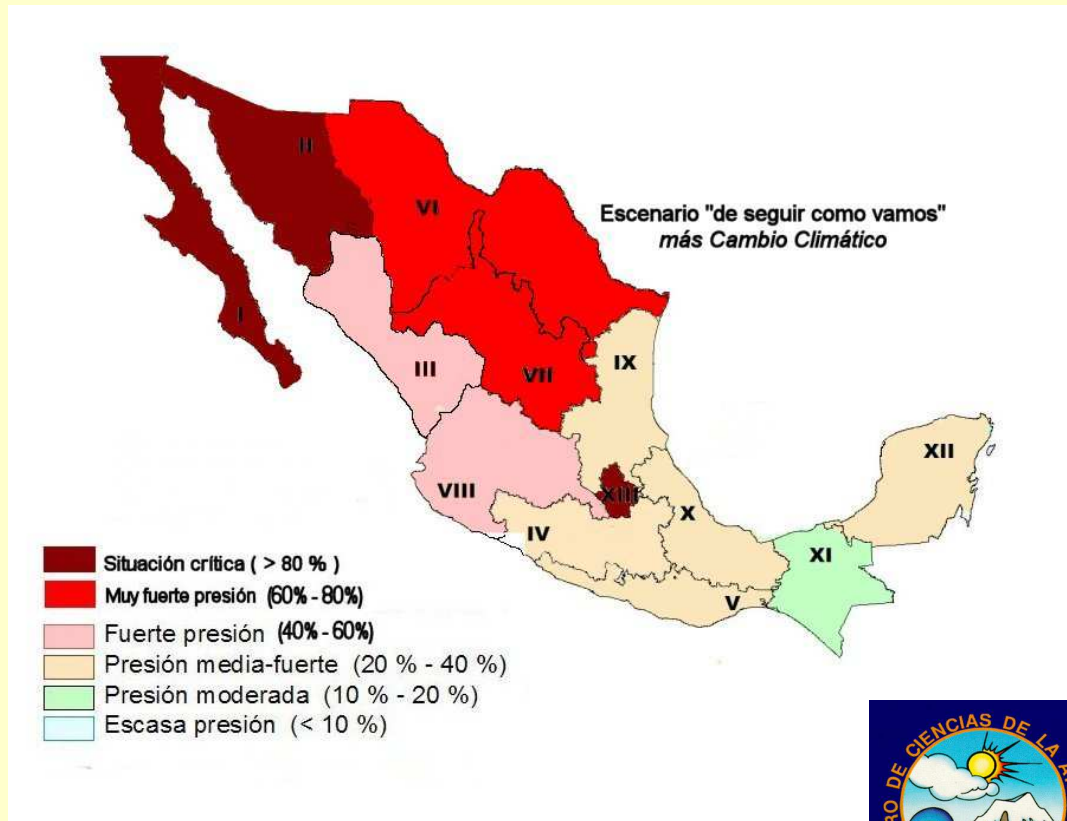 Escenario "de seguir como vamos"
más Cambio Climático
I
II
VI
III
VII
IX
VIII
XIII
IV
X
V
XI
XII
Situación crítica ( > 80 % )
Muy fuerte presión (60% - 80%)
Fuerte presión (40% - 60%)
Presión media-fuerte (20 % - 40 %)
Presión moderada (10 % - 20 %)
Escasa presión (< 10 %)
DE CIENCIAS DE LA